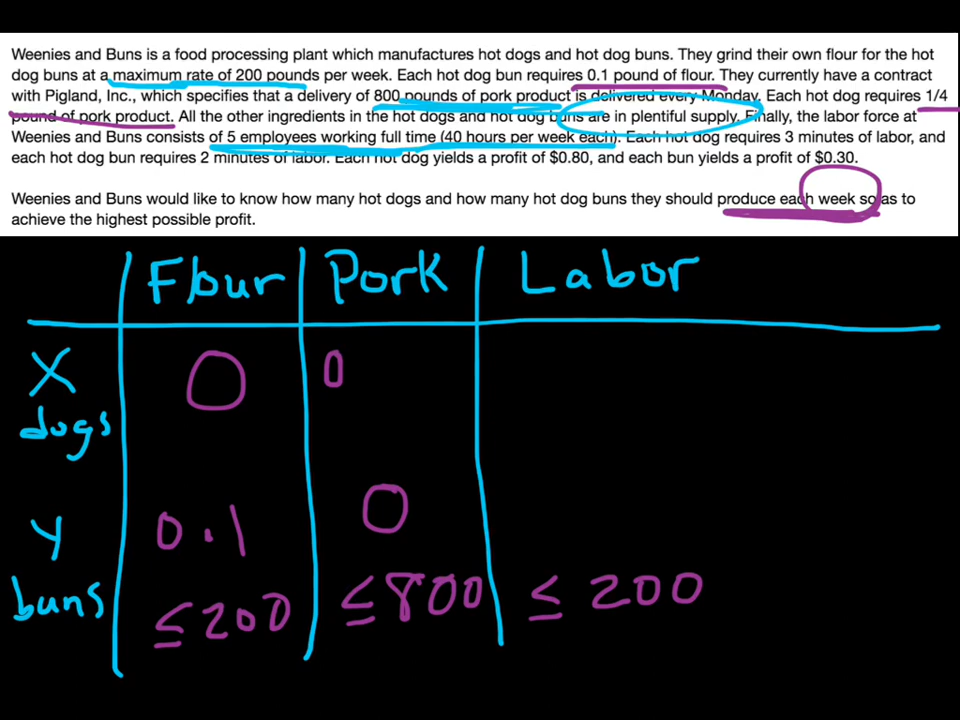 Weenies and Buns is a food processing plant which manufactures hot dogs and hot dog buns. They grind their own flour for the hot
dog buns at a maximum rate of 200 pounds per week. Each hot dog bun requires 0.1 pound of flour. They currently have a contract
with Pigland, Inc., which specifies that a delivery of 800 pounds of pork product is delivered every Monday. Each hot dog requires 1/4
pound of pork product. All the other ingredients in the hot dogs and hot dog buns are in plentiful supply. Finally, the labor force at
Weenies and Buns consists of 5 employees working full time (40 hours per week each). Each hot dog requires 3 minutes of labor, and
each hot dog bun requires 2 minutes of labor. Each hot dog yields a profit of $0.80, and each bun yields a profit of $0.30.
Weenies and Buns would like to know how many hot dogs and how many hot dog buns they should produce each week so as to
achieve the highest possible profit.
Flour Pork Labor
X 0 0
dogs
y 0.1 0
buns ≤200 ≤800 ≤ 200